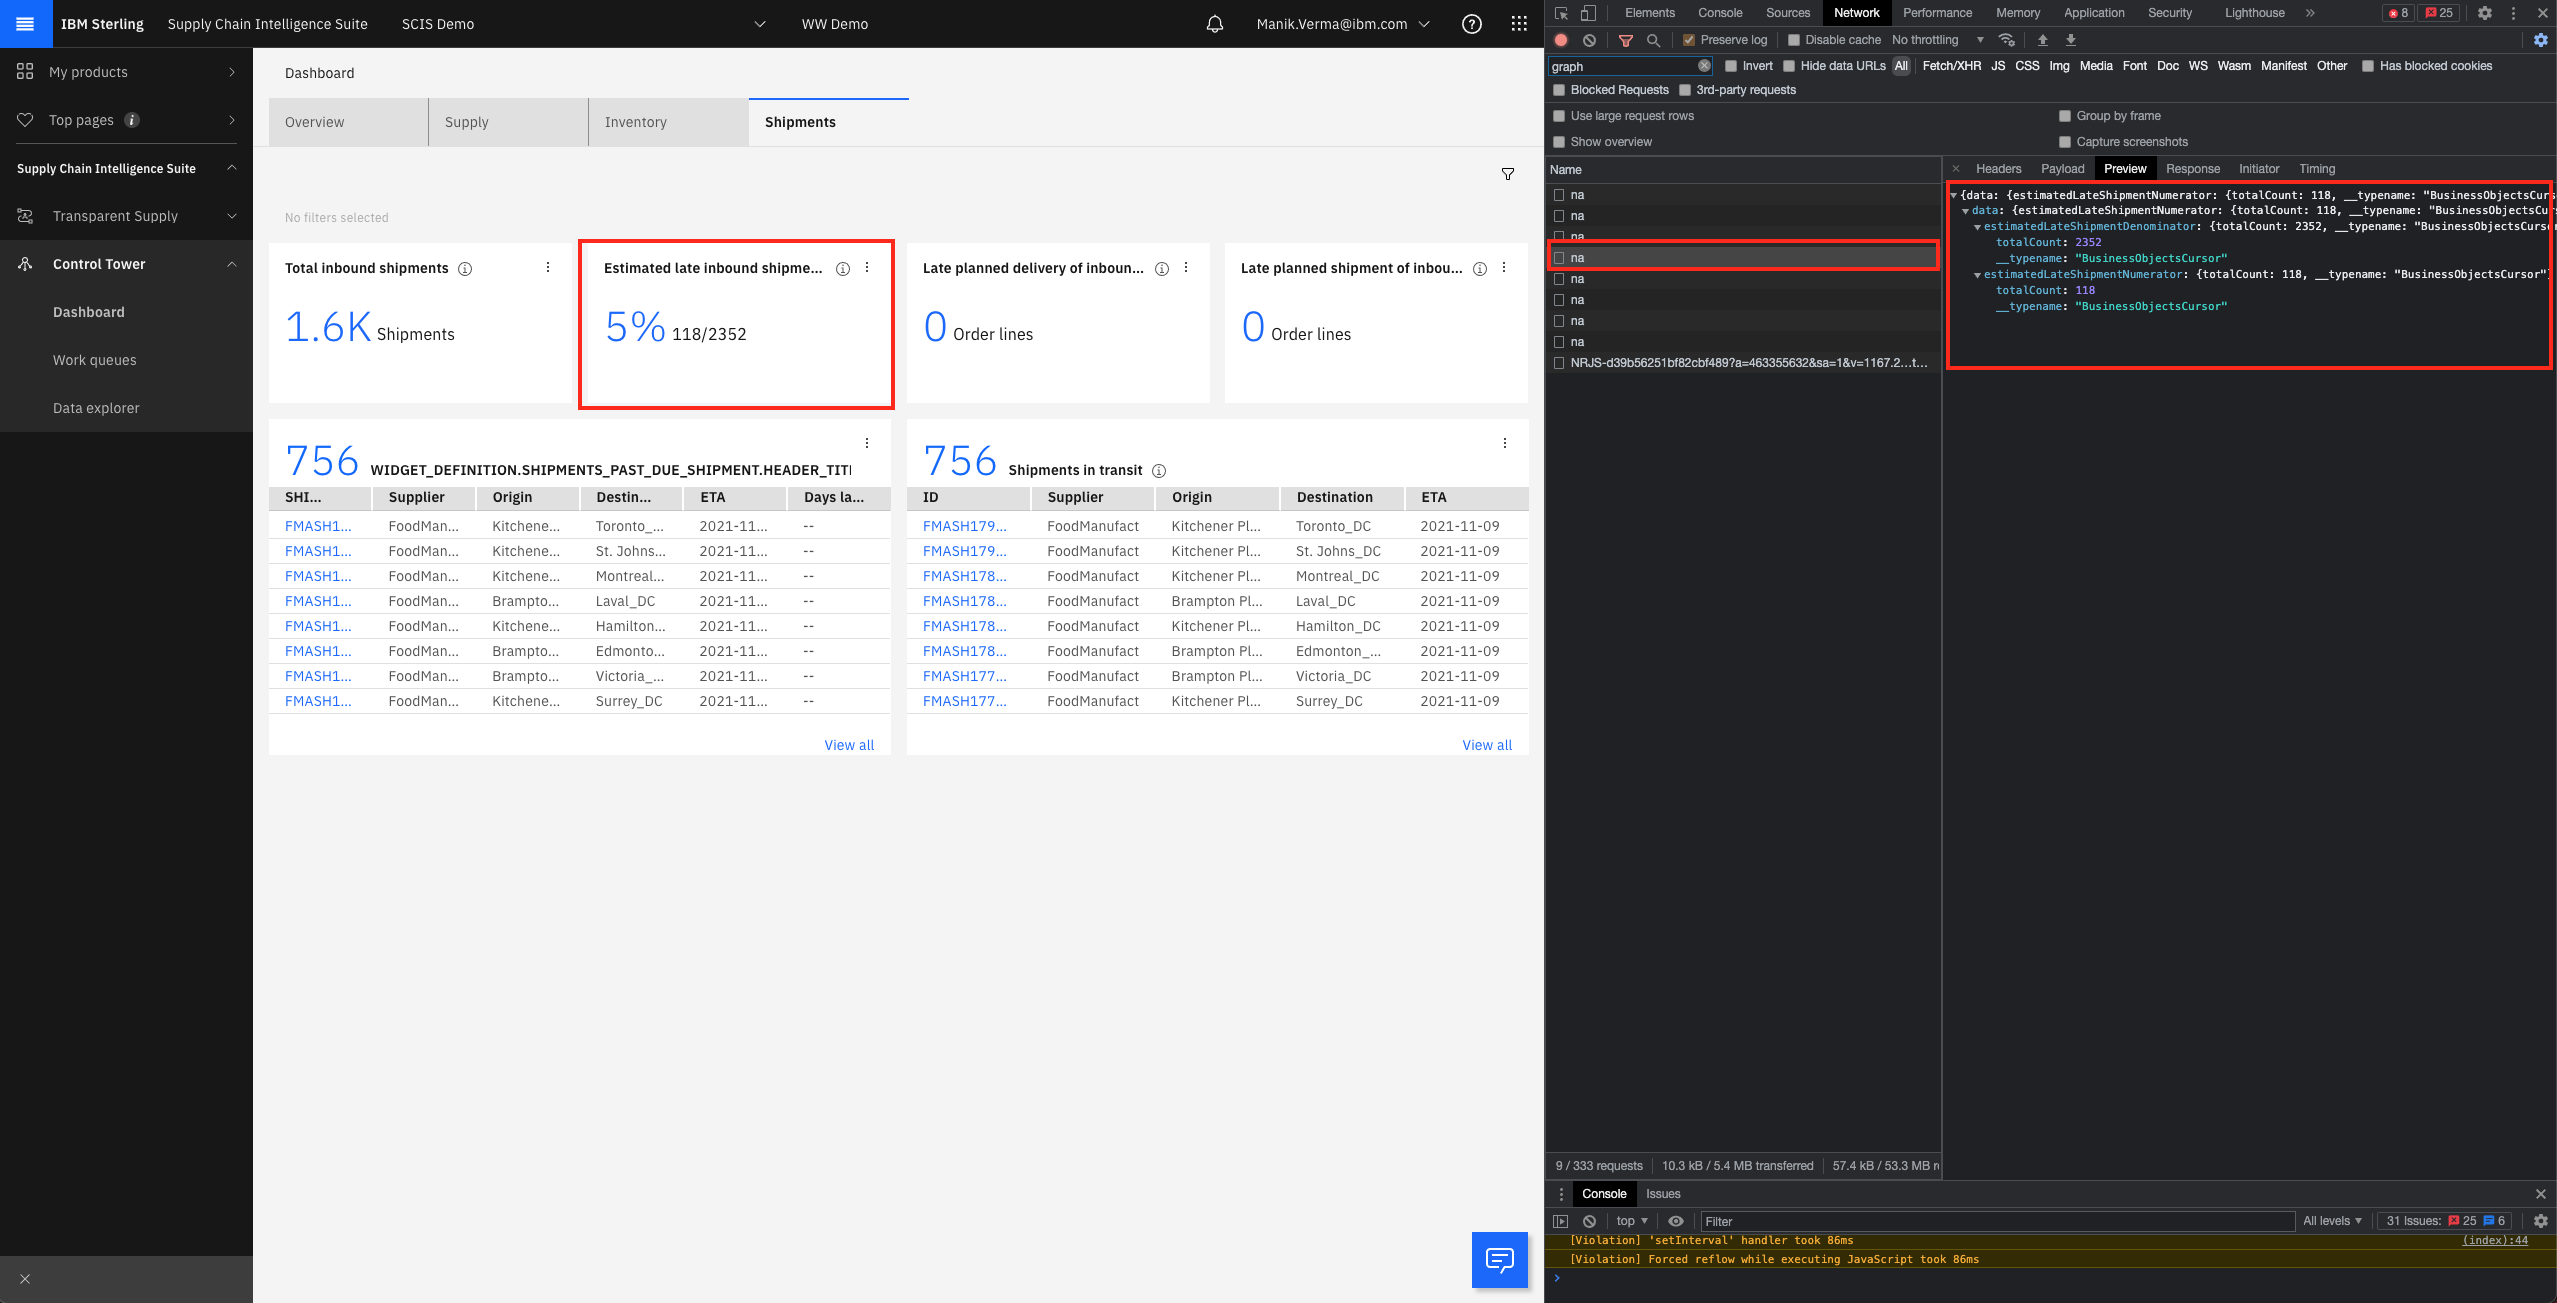 IBM Sterling Supply Chain Intelligence Suite SCIS Demo WW Demo Manik.Verma@ibm.com
My products
Top pages
Supply Chain Intelligence Suite
Transparent Supply
Control Tower
Dashboard
Work queues
Data explorer
Dashboard
Overview Supply Inventory Shipments
No filters selected
Total inbound shipments
1.6K Shipments
Estimated late inbound shipme...
5% 118/2352
Late planned delivery of inboun...
0 Order lines
Late planned shipment of inbou...
0 Order lines
756 WIDGET_DEFINITION.SHIPMENTS_PAST_DUE_SHIPMENT.HEADER_TITL
SHI... Supplier Origin Destin... ETA Days la...
FMASH1... FoodMan... Kitchene... Toronto_... 2021-11... --
FMASH1... FoodMan... Kitchene... St. Johns... 2021-11... --
FMASH1... FoodMan... Kitchene... Montreal... 2021-11... --
FMASH1... FoodMan... Brampto... Laval_DC 2021-11... --
FMASH1... FoodMan... Kitchene... Hamilton... 2021-11... --
FMASH1... FoodMan... Brampto... Edmonto... 2021-11... --
FMASH1... FoodMan... Brampto... Victoria_... 2021-11... --
FMASH1... FoodMan... Kitchene... Surrey_DC 2021-11... --
View all
756 Shipments in transit
ID Supplier Origin Destination ETA
FMASH179... FoodManufact Kitchener Pl... Toronto_DC 2021-11-09
FMASH179... FoodManufact Kitchener Pl... St. Johns_DC 2021-11-09
FMASH178... FoodManufact Kitchener Pl... Montreal_DC 2021-11-09
FMASH178... FoodManufact Brampton Pl... Laval_DC 2021-11-09
FMASH178... FoodManufact Kitchener Pl... Hamilton_DC 2021-11-09
FMASH178... FoodManufact Brampton Pl... Edmonton_... 2021-11-09
FMASH177... FoodManufact Brampton Pl... Victoria_DC 2021-11-09
FMASH177... FoodManufact Kitchener Pl... Surrey_DC 2021-11-09
View all
Elements Console Sources Network Performance Memory Application Security Lighthouse » 8 25
Preserve log Disable cache No throttling
graph Invert Hide data URLs All Fetch/XHR JS CSS Img Media Font Doc WS Wasm Manifest Other Has blocked cookies
Blocked Requests 3rd-party requests
Use large request rows Group by frame
Show overview Capture screenshots
Name
na
na
na
na
na
na
na
na
NRJS-d39b56251bf82cbf489?a=463355632&sa=1&v=1167.2...t...
Headers Payload Preview Response Initiator Timing
{data: {estimatedLateShipmentNumerator: {totalCount: 118, __typename: "BusinessObjectsCurs
data: {estimatedLateShipmentNumerator: {totalCount: 118, __typename: "BusinessObjectsCurs
estimatedLateShipmentDenominator: {totalCount: 2352, __typename: "BusinessObjectsCurso
totalCount: 2352
__typename: "BusinessObjectsCursor"
estimatedLateShipmentNumerator: {totalCount: 118, __typename: "BusinessObjectsCursor"}
totalCount: 118
__typename: "BusinessObjectsCursor"
9 / 333 requests 10.3 kB / 5.4 MB transferred 57.4 kB / 53.3 MB r
Console Issues
top Filter All levels 31 Issues: 25 6
[Violation] 'setInterval' handler took 86ms (index):44
[Violation] Forced reflow while executing JavaScript took 86ms